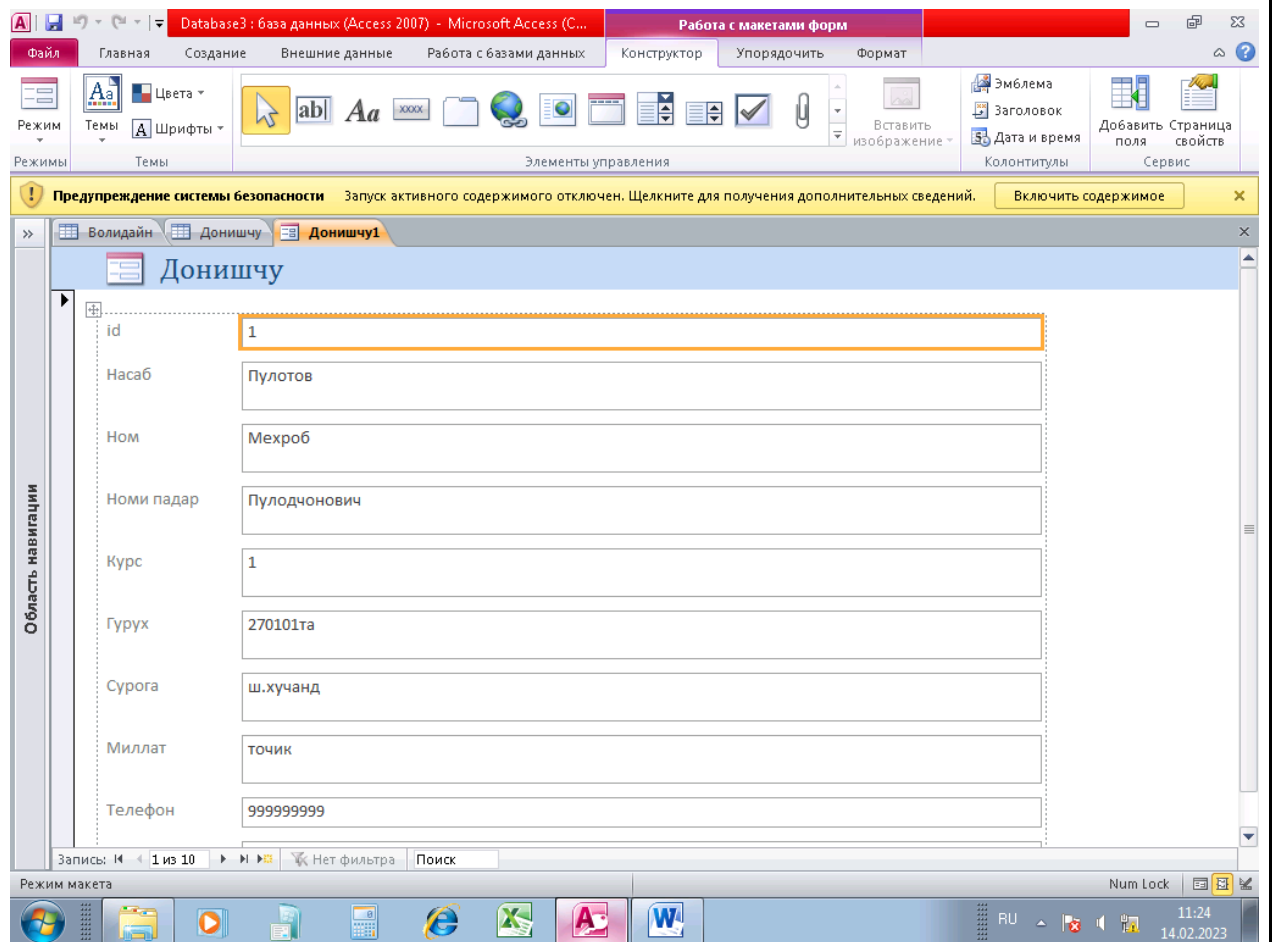 Database3 : база данных (Access 2007) - Microsoft Access (С...
Работа с макетами форм
Файл Главная Создание Внешние данные Работа с базами данных Конструктор Упорядочить Формат
Режим
Режимы
Темы
Цвета
Шрифты
Темы
Aa
A
ab|
Aa
xxxx
Элементы управления
Вставить
изображение
Эмблема
Заголовок
Дата и время
Колонтитулы
Добавить
поля
Страница
свойств
Сервис
Предупреждение системы безопасности Запуск активного содержимого отключен. Щелкните для получения дополнительных сведений. Включить содержимое
Волидайн Донишчу Донишчу1
Донишчу
id 1
Насаб Пулотов
Ном Мехроб
Номи падар Пулодчонович
Курс 1
Гурух 270101та
Сурога ш.хучанд
Миллат точик
Телефон 999999999
Область навигации
Запись: 1 из 10 Нет фильтра Поиск
Режим макета Num Lock
RU 11:24
14.02.2023